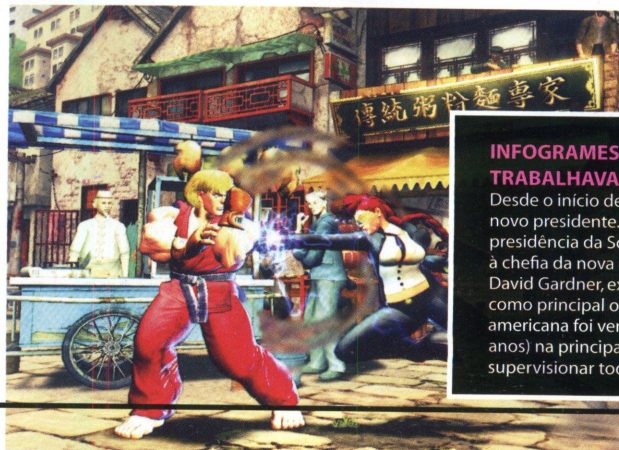 傳統粥粉麵專家
INFOGRAMES
TRABALHAVA
Desde o início de
novo presidente.
presidência da So
à chefia da nova
David Gardner, ex
como principal o
americana foi ver
anos) na principa
supervisionar tod